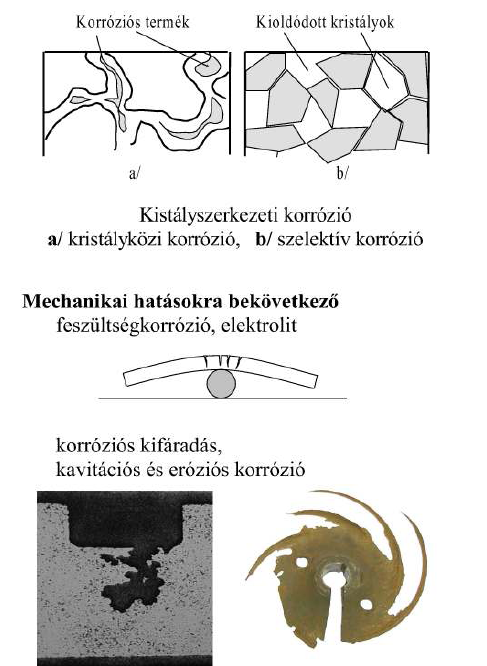 Korróziós termék
Kioldódott kristályok
a/
b/
Kistályszerkezeti korrózió
a/ kristályközi korrózió, b/ szelektív korrózió
Mechanikai hatásokra bekövetkező
feszültségkorrózió, elektrolit
korróziós kifáradás,
kavitációs és eróziós korrózió